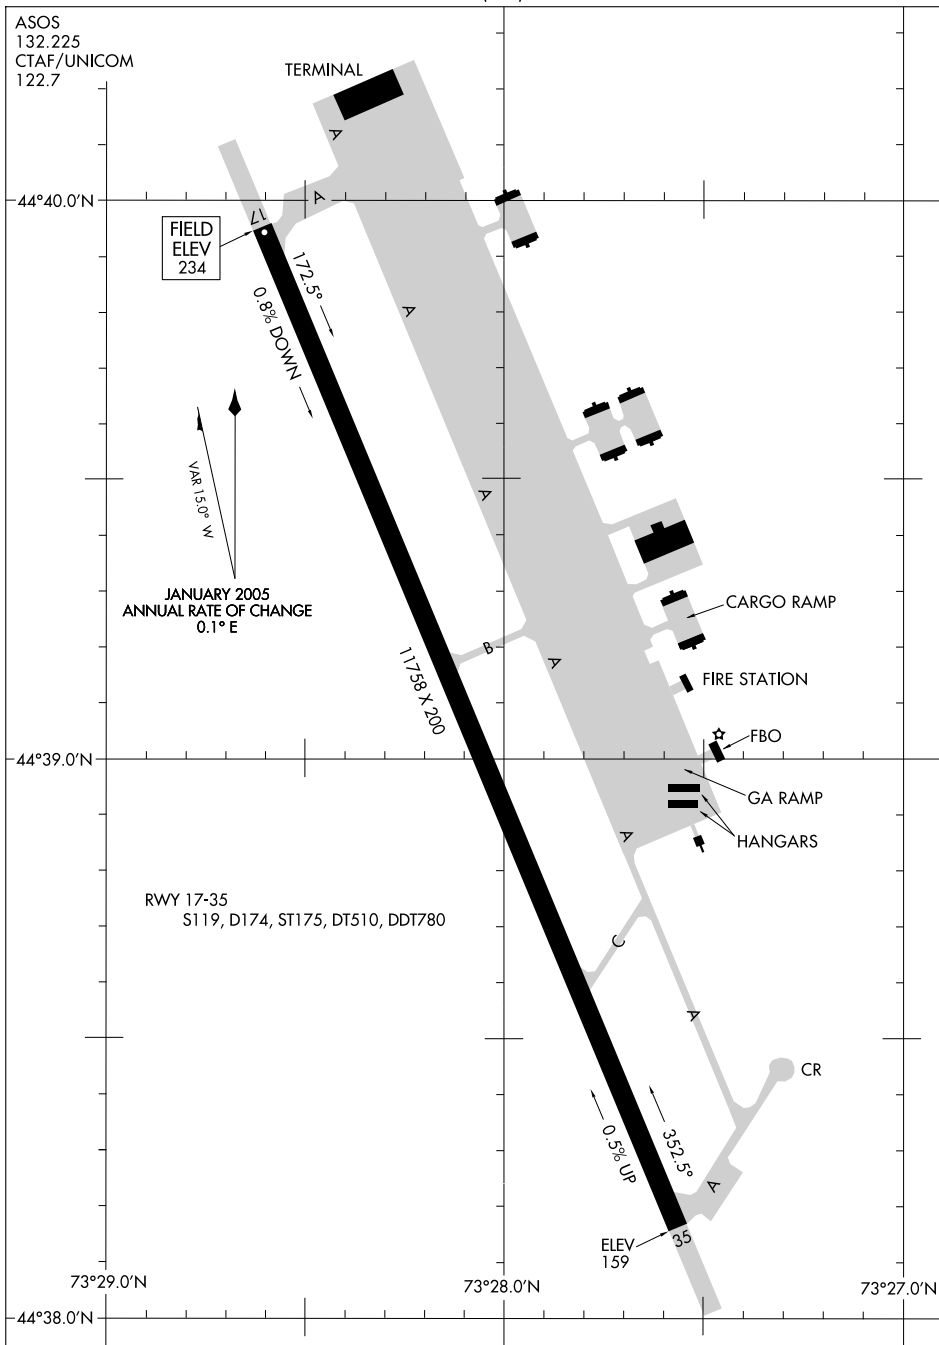 ASOS
132.225
CTAF/UNICOM
122.7
TERMINAL
A
A
44°40.0'N
17
FIELD
ELEV
234
172.5°
0.8% DOWN
A
VAR 15.0° W
A
JANUARY 2005
ANNUAL RATE OF CHANGE
0.1° E
CARGO RAMP
B
A
11758 X 200
FIRE STATION
FBO
44°39.0'N
GA RAMP
A
HANGARS
RWY 17-35
S119, D174, ST175, DT510, DDT780
C
A
CR
0.5% UP
352.5°
A
35
ELEV
159
73°29.0'N
73°28.0'N
73°27.0'N
44°38.0'N